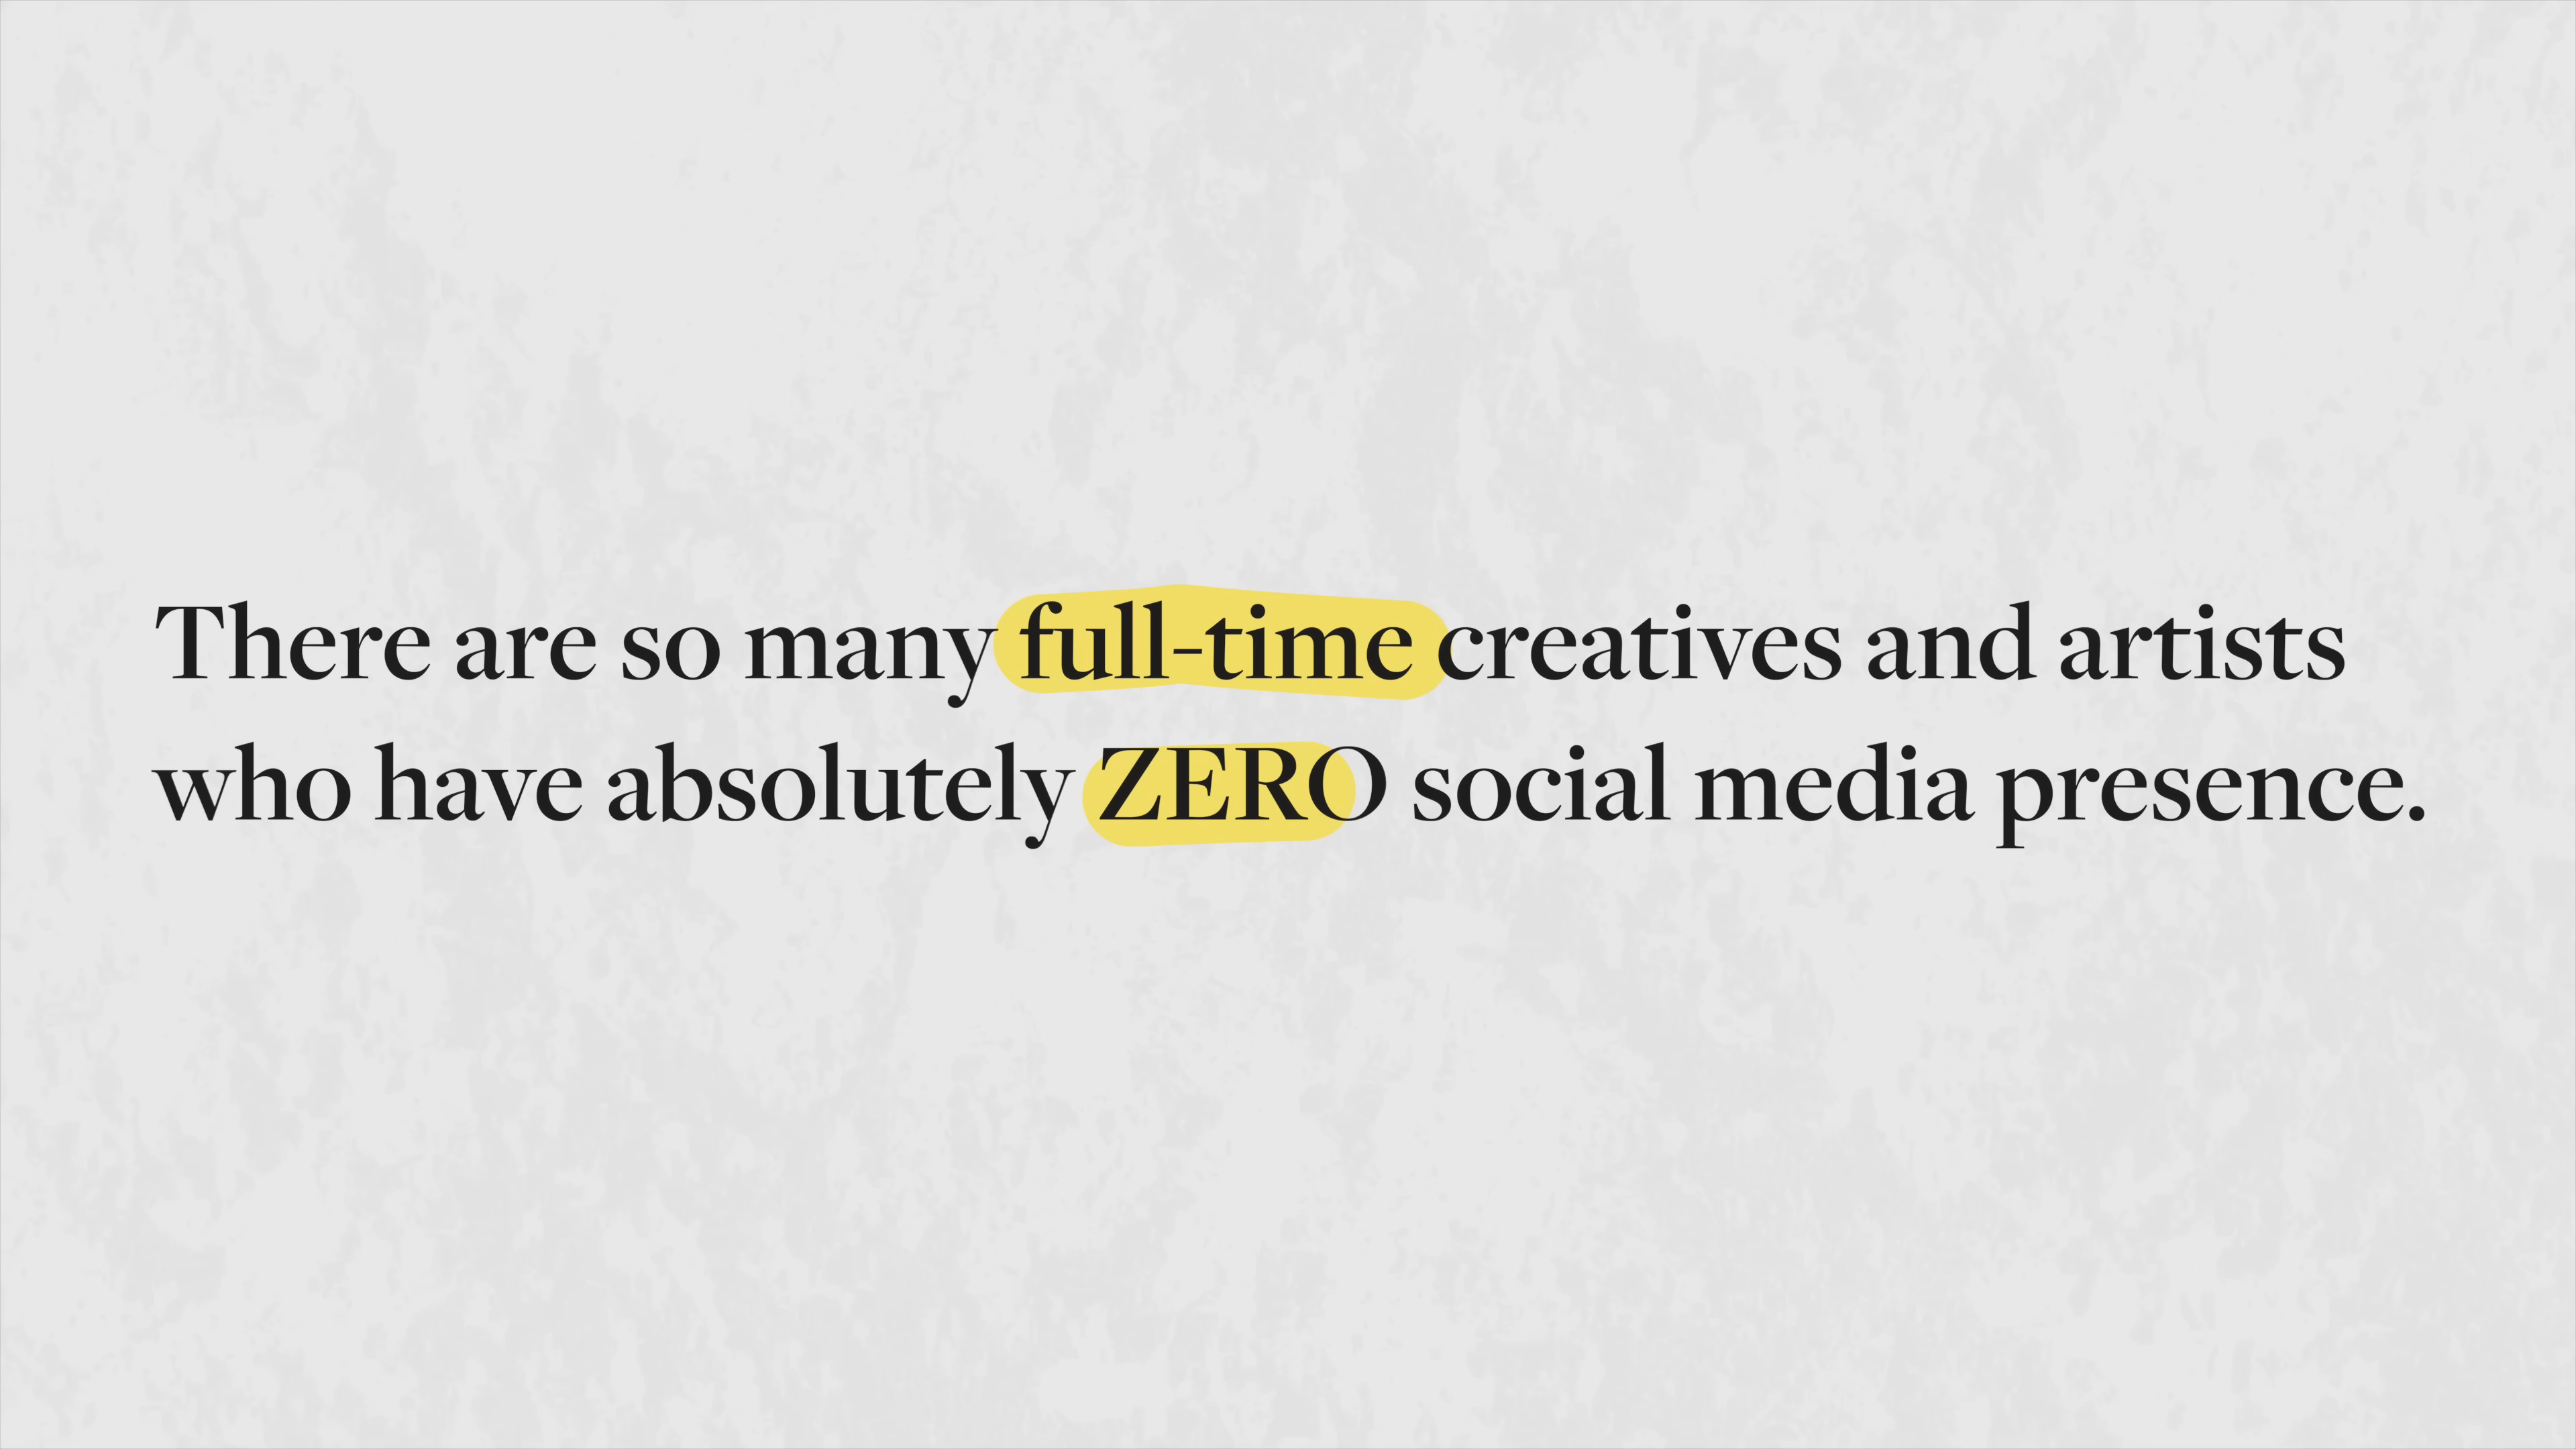 There are so many full-time creatives and artists
who have absolutely ZERO social media presence.